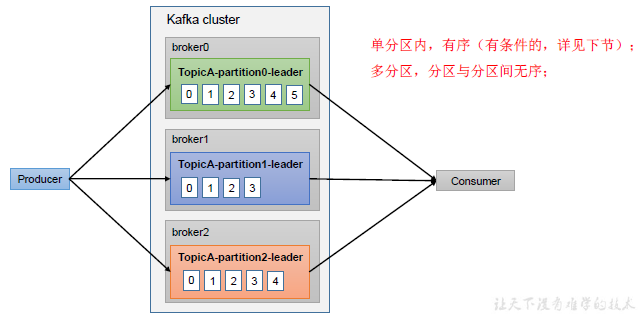 Kafka cluster
broker0
TopicA-partition0-leader
0 1 2 3 4 5
broker1
TopicA-partition1-leader
0 1 2 3
broker2
TopicA-partition2-leader
0 1 2 3 4
Producer
Consumer
单分区内，有序（有条件的，详见下节）；
多分区，分区与分区间无序；
让天下没有难学的技术